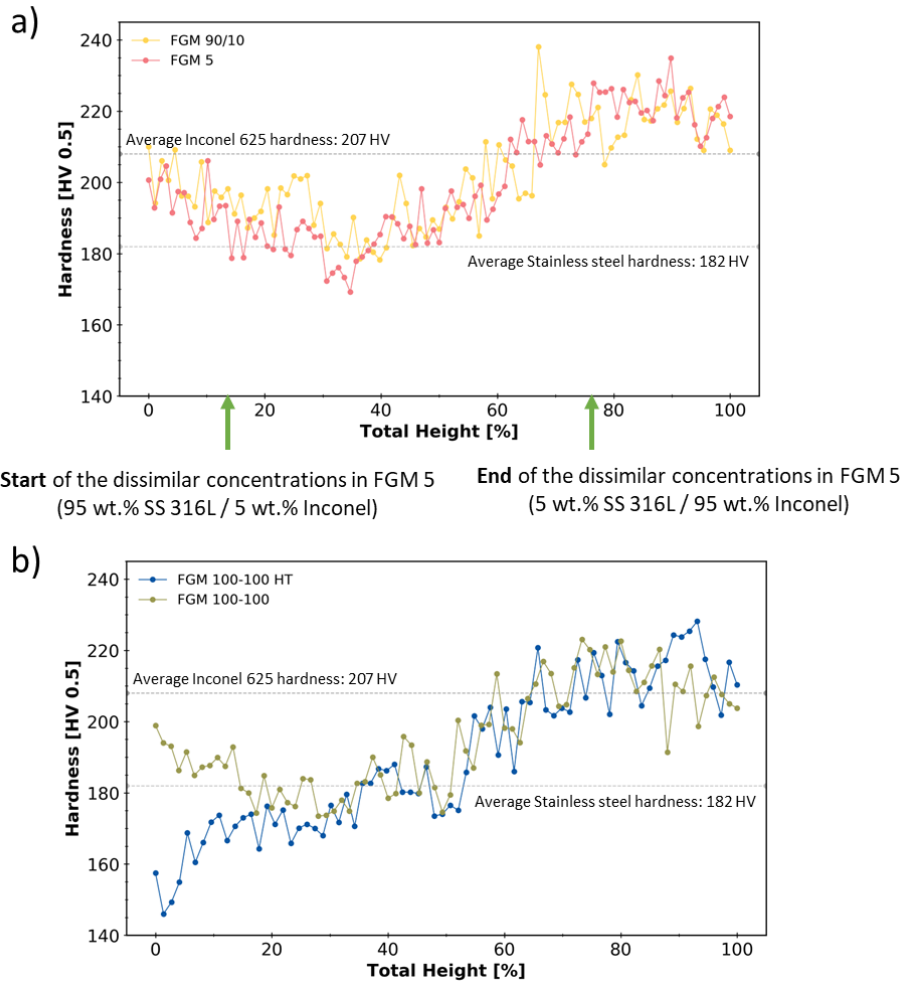 a)
FGM 90/10
FGM 5
Average Inconel 625 hardness: 207 HV
Average Stainless steel hardness: 182 HV
Hardness [HV 0.5]
240
220
200
180
160
140
0
20
40
60
80
100
Total Height [%]
Start of the dissimilar concentrations in FGM 5
(95 wt.% SS 316L / 5 wt.% Inconel)
End of the dissimilar concentrations in FGM 5
(5 wt.% SS 316L / 95 wt.% Inconel)
b)
FGM 100-100 HT
FGM 100-100
Average Inconel 625 hardness: 207 HV
Average Stainless steel hardness: 182 HV
Hardness [HV 0.5]
240
220
200
180
160
140
0
20
40
60
80
100
Total Height [%]